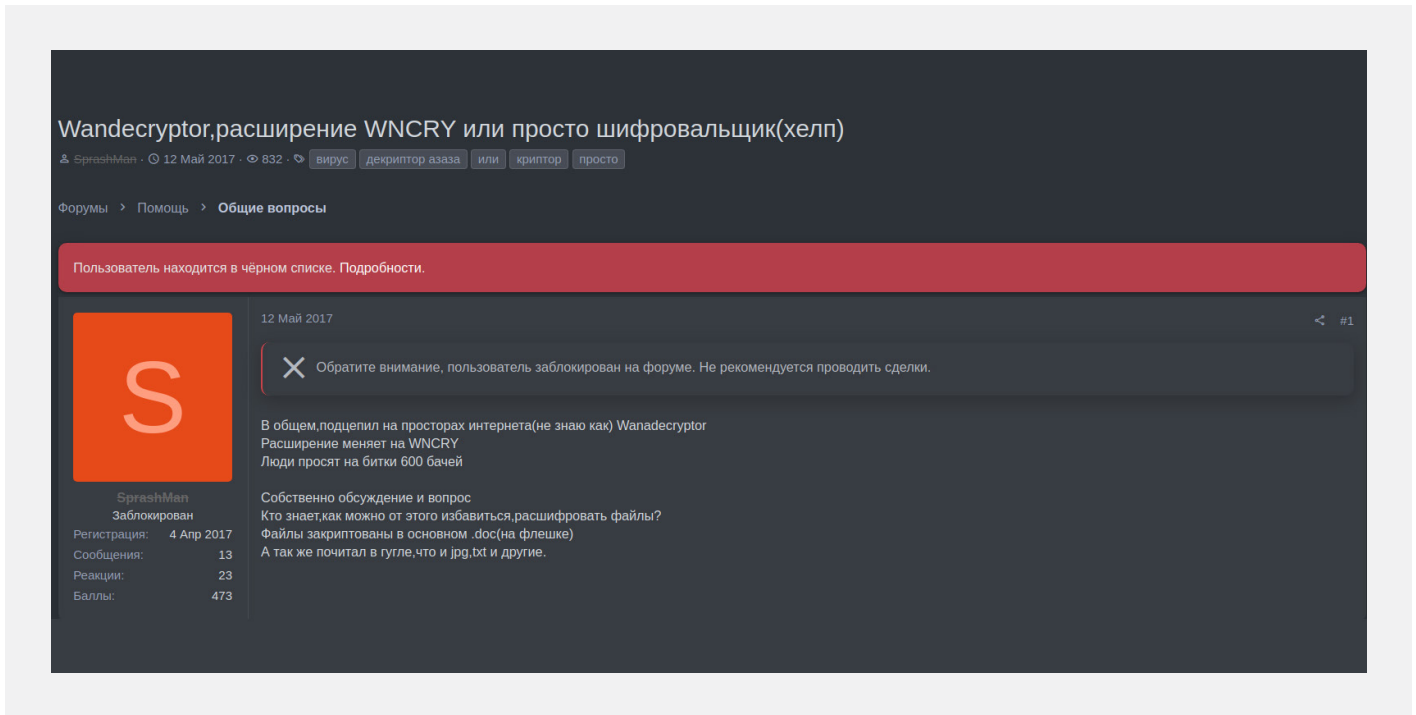 Wandecryptor,расширение WNCRY или просто шифровальщик(хелп)
SprashMan · 12 Май 2017 · 832 · вирус декриптор азаза или криптор просто
Форумы > Помощь > Общие вопросы
Пользователь находится в чёрном списке. Подробности.
12 Май 2017 #1
Обратите внимание, пользователь заблокирован на форуме. Не рекомендуется проводить сделки.
S
SprashMan
Заблокирован
Регистрация: 4 Апр 2017
Сообщения: 13
Реакции: 23
Баллы: 473
В общем,подцепил на просторах интернета(не знаю как) Wanadecryptor
Расширение меняет на WNCRY
Люди просят на битки 600 бачей
Собственно обсуждение и вопрос
Кто знает,как можно от этого избавиться,расшифровать файлы?
Файлы закриптованы в основном .doc(на флешке)
А так же почитал в гугле,что и jpg,txt и другие.